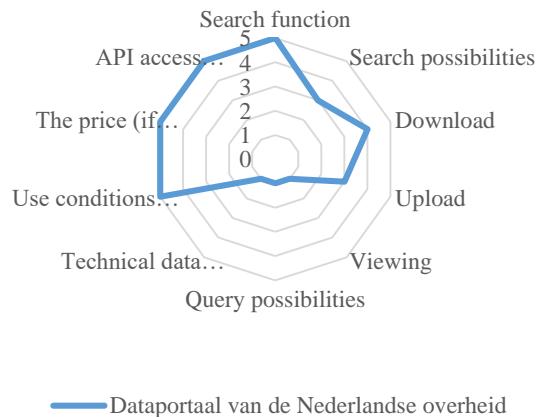 Search function
Search possibilities
Download
Upload
Viewing
Query possibilities
Technical data…
Use conditions…
The price (if…
API access…
5
4
3
2
1
0
Dataportaal van de Nederlandse overheid